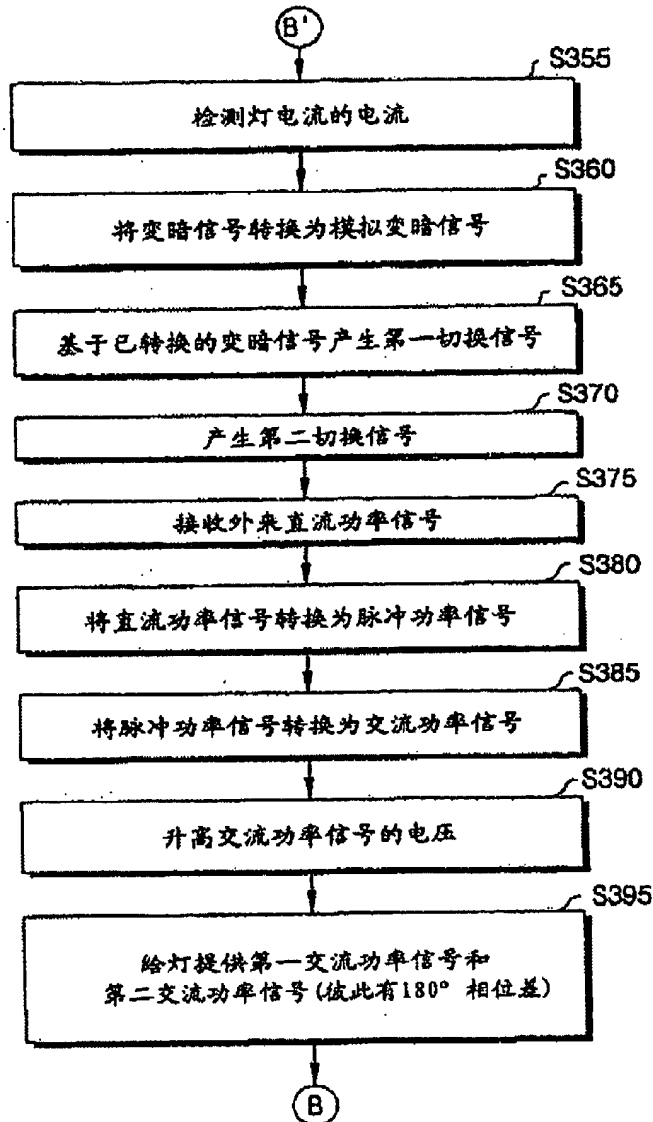 B'
S355
检测灯电流的电流
S360
将变暗信号转换为模拟变暗信号
S365
基于已转换的变暗信号产生第一切换信号
S370
产生第二切换信号
S375
接收外来直流功率信号
S380
将直流功率信号转换为脉冲功率信号
S385
将脉冲功率信号转换为交流功率信号
S390
升高交流功率信号的电压
S395
给灯提供第一交流功率信号和
第二交流功率信号(彼此有180° 相位差)
B